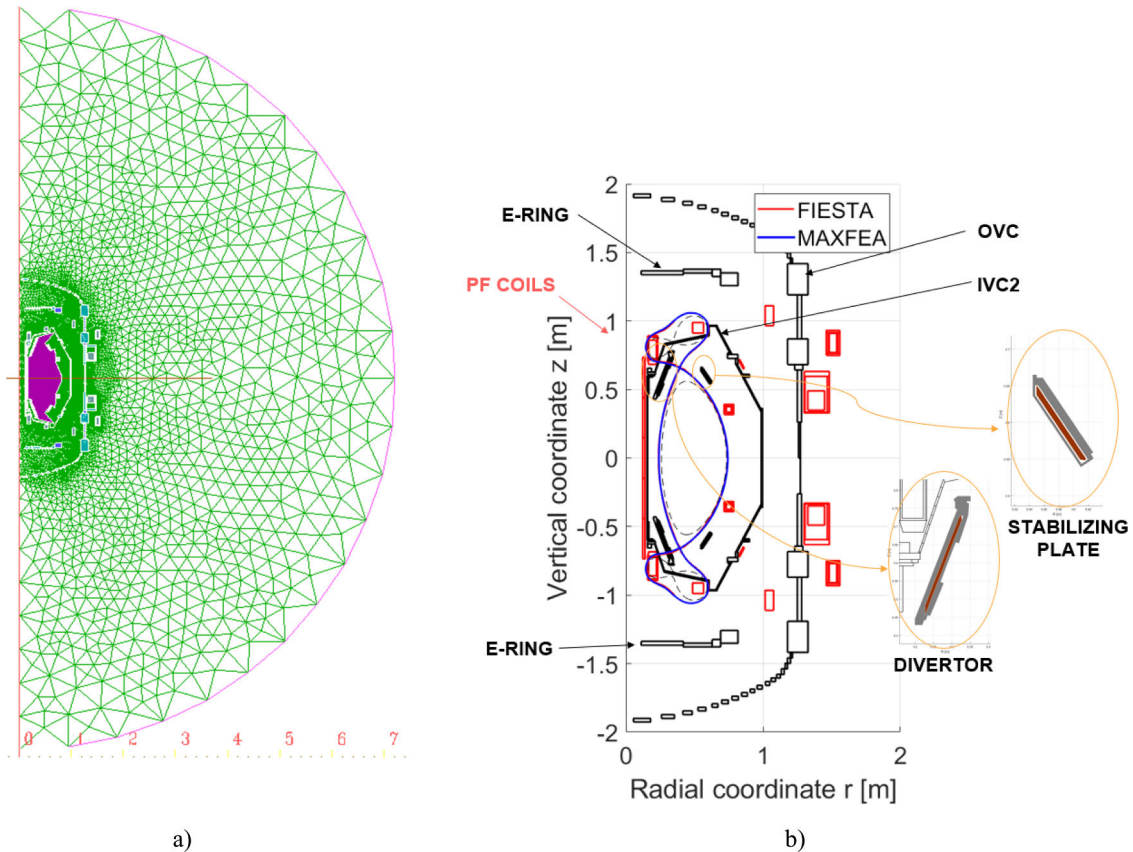 0 1 2 3 4 5 6 7
a)
E-RING
PF COILS
FIESTA
MAXFEA
OVC
IVC2
2
1.5
1
0.5
0
-0.5
-1
-1.5
-2
Vertical coordinate z [m]
E-RING
0 1 2
Radial coordinate r [m]
STABILIZING
PLATE
DIVERTOR
b)